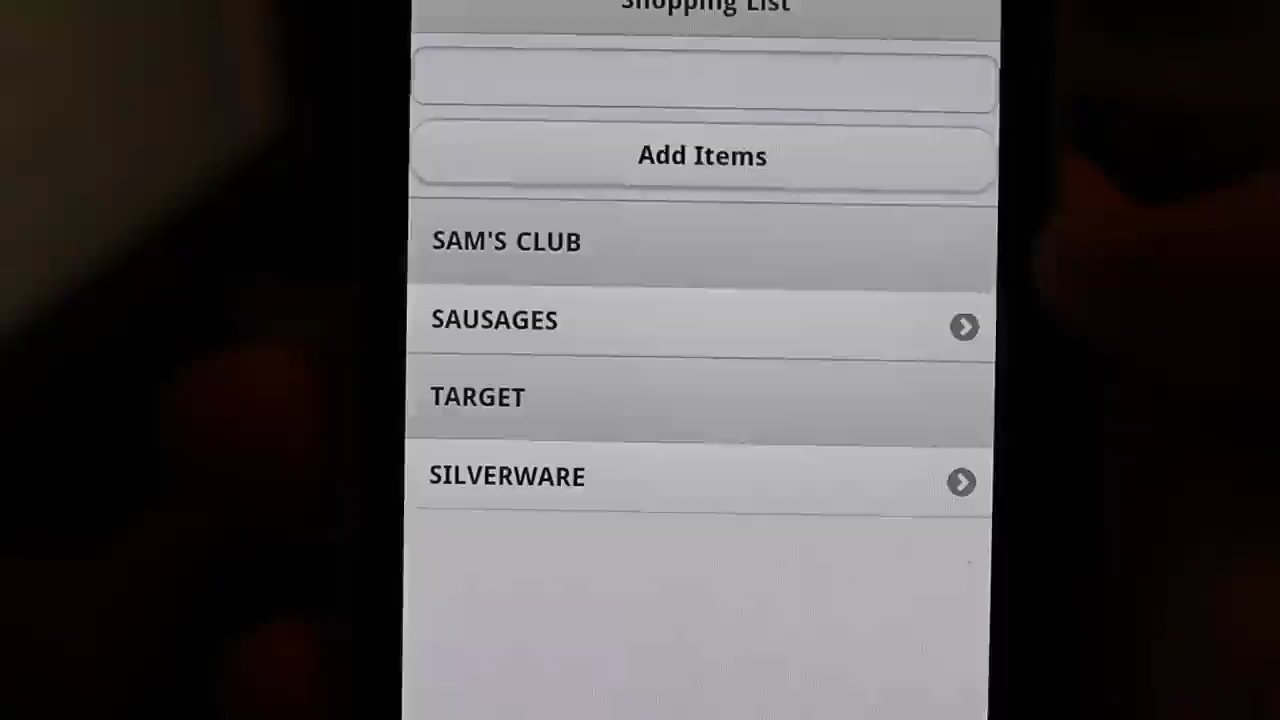 Shopping List
Add Items
SAM'S CLUB
SAUSAGES
TARGET
SILVERWARE